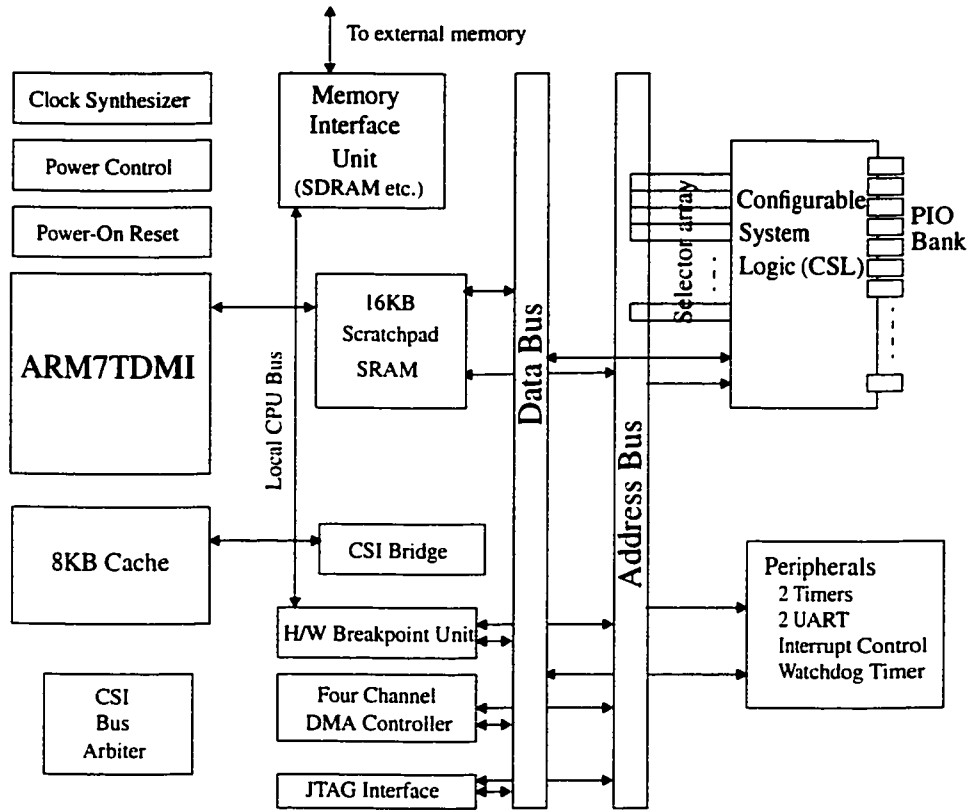 To external memory
Clock Synthesizer
Power Control
Power-On Reset
ARM7TDMI
8KB Cache
CSI
Bus
Arbiter
Memory
Interface
Unit
(SDRAM etc.)
Local CPU Bus
16KB
Scratchpad
SRAM
CSI Bridge
H/W Breakpoint Unit
Four Channel
DMA Controller
JTAG Interface
Data Bus
Address Bus
Selector array
Configurable
System
Logic (CSL)
PIO
Bank
Peripherals
2 Timers
2 UART
Interrupt Control
Watchdog Timer